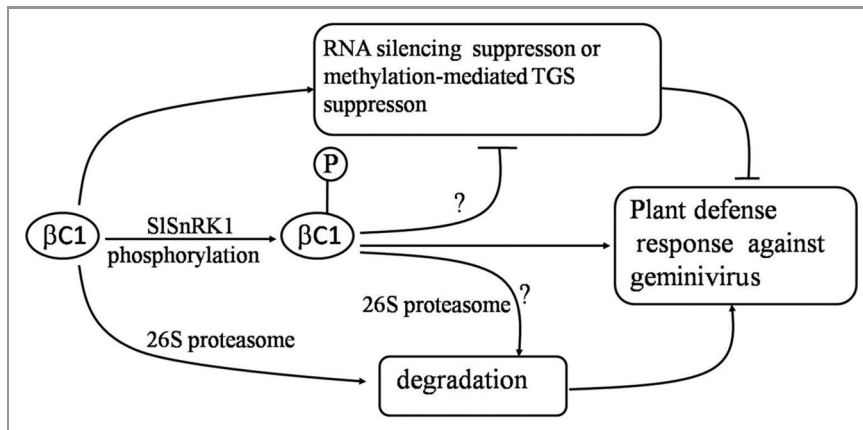 RNA silencing suppresson or
methylation-mediated TGS
suppresson
P
?
βC1
SlSnRK1
phosphorylation
βC1
Plant defense
response against
geminivirus
?
26S proteasome
26S proteasome
degradation